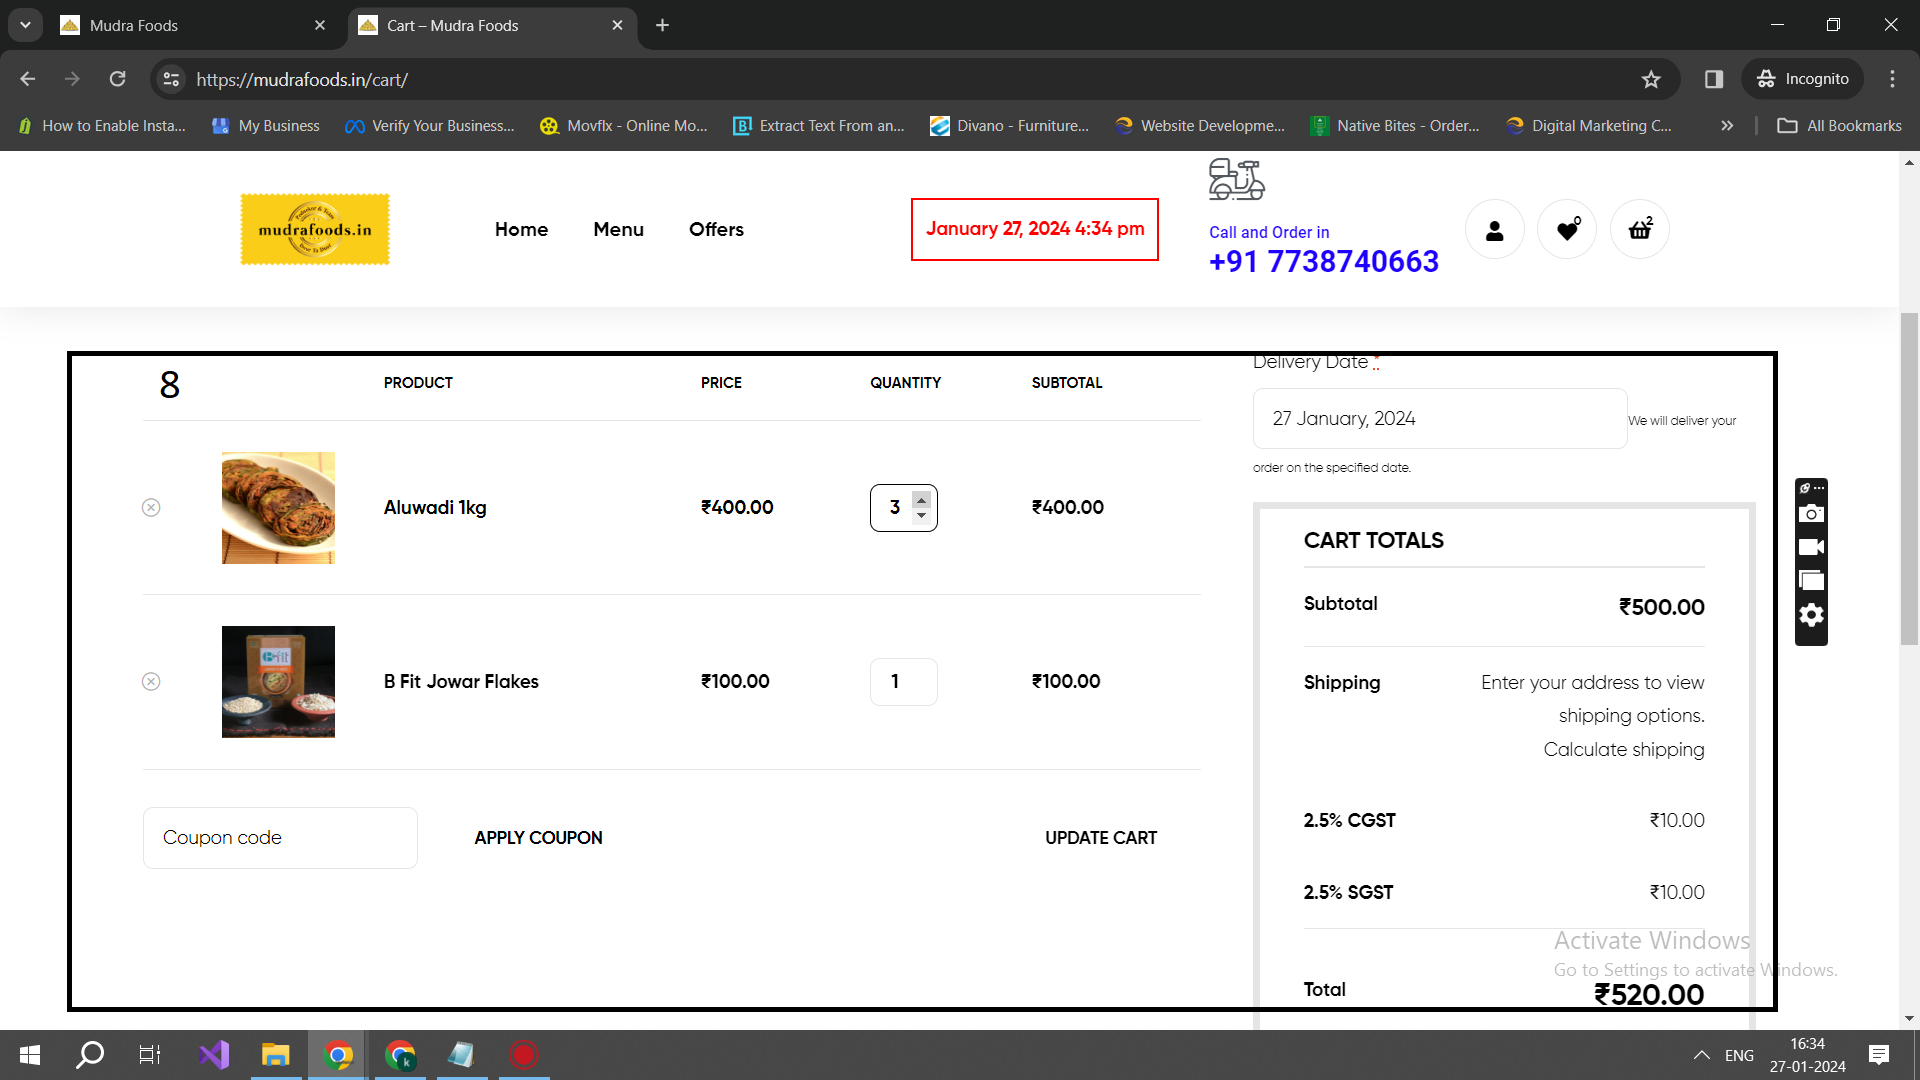 Mudra Foods
Cart – Mudra Foods
https://mudrafoods.in/cart/
Incognito
How to Enable Insta...
My Business
Verify Your Business...
Movflx - Online Mo...
Extract Text From an...
Divano - Furniture...
Website Developme...
Native Bites - Order...
Digital Marketing C...
All Bookmarks
mudrafoods.in
Home
Menu
Offers
January 27, 2024 4:34 pm
Call and Order in
+91 7738740663
0
2
8
PRODUCT
PRICE
QUANTITY
SUBTOTAL
Aluwadi 1kg
₹400.00
3
₹400.00
B Fit Jowar Flakes
₹100.00
1
₹100.00
Coupon code
APPLY COUPON
UPDATE CART
Delivery Date *
27 January, 2024
We will deliver your
order on the specified date.
CART TOTALS
Subtotal
₹500.00
Shipping
Enter your address to view
shipping options.
Calculate shipping
2.5% CGST
₹10.00
2.5% SGST
₹10.00
Total
₹520.00
Activate Windows
Go to Settings to activate Windows.
ENG
16:34
27-01-2024